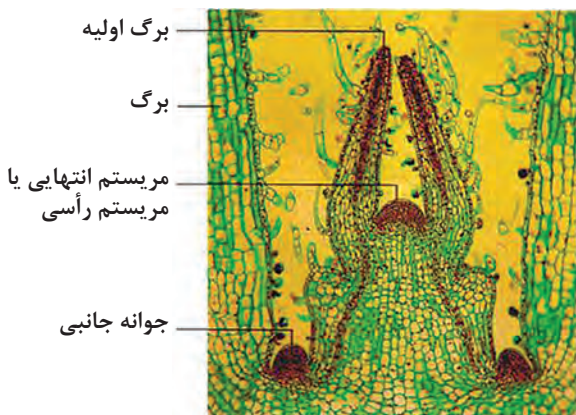 برگ اولیه
برگ
مریستم انتهایی یا
مریستم رأسی
جوانه جانبی